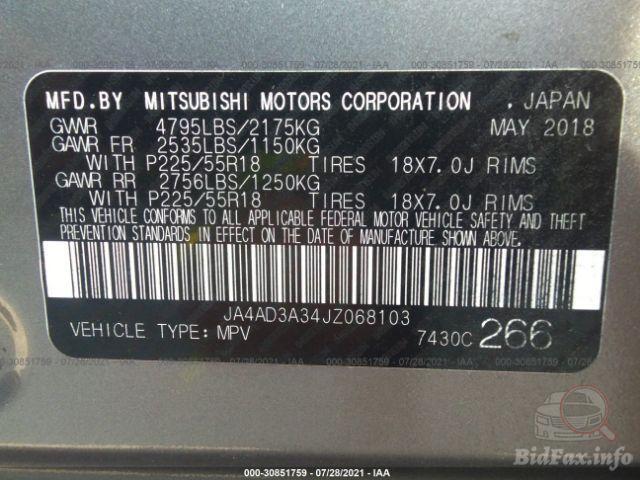 MFD.BY MITSUBISHI MOTORS CORPORATION . JAPAN
GVWR 4795LBS/2175KG MAY 2018
GAWR FR 2535LBS/1150KG
WITH P225/55R18 TIRES 18X7.0J RIMS
GAWR RR 2756LBS/1250KG
WITH P225/55R18 TIRES 18X7.0J RIMS
THIS VEHICLE CONFORMS TO ALL APPLICABLE FEDERAL MOTOR VEHICLE SAFETY AND THEFT
PREVENTION STANDARDS IN EFFECT ON THE DATE OF MANUFACTURE SHOWN ABOVE.
JA4AD3A34JZ068103
VEHICLE TYPE: MPV 7430C 266
000-30851759 | 07/28/2021 - IAA
BidFax.info